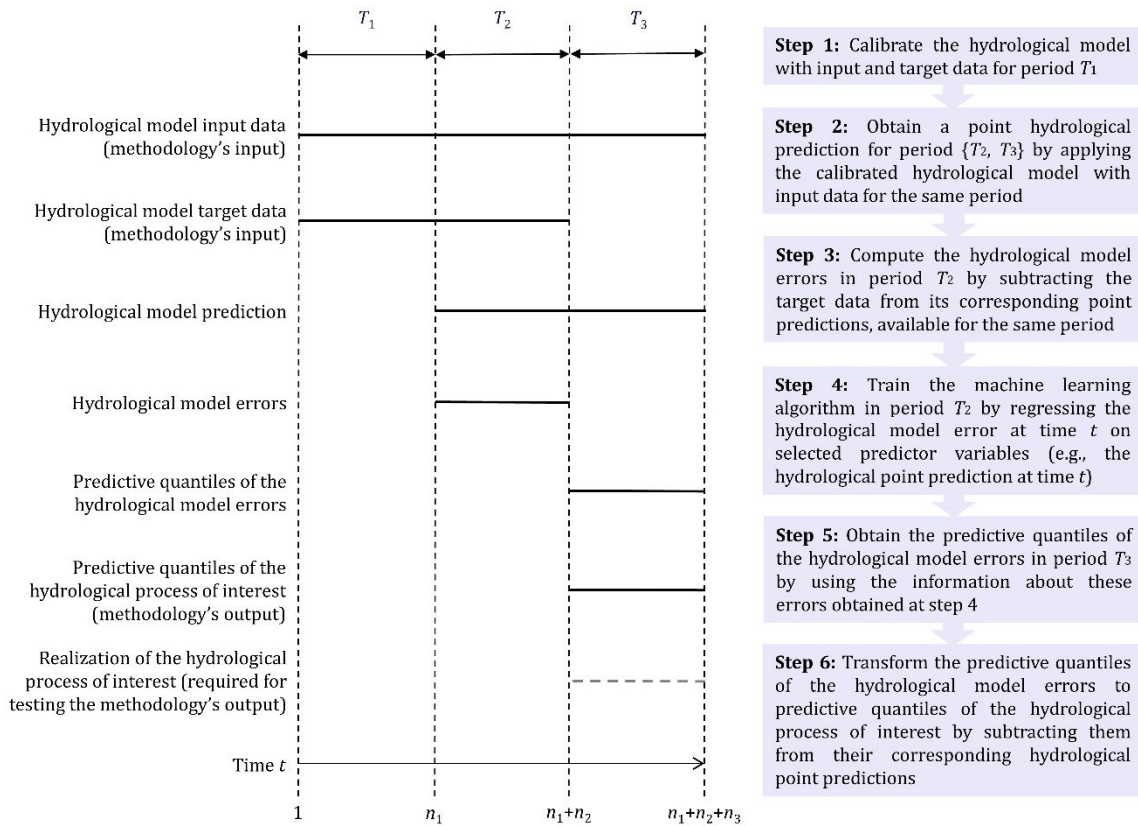 T₁ T₂ T₃
Hydrological model input data
(methodology's input)
Hydrological model target data
(methodology's input)
Hydrological model prediction
Hydrological model errors
Predictive quantiles of the
hydrological model errors
Predictive quantiles of the
hydrological process of interest
(methodology's output)
Realization of the hydrological
process of interest (required for
testing the methodology's output)
Time t
1 n₁ n₁+n₂ n₁+n₂+n₃
Step 1: Calibrate the hydrological model
with input and target data for period T₁
Step 2: Obtain a point hydrological
prediction for period {T₂, T₃} by applying
the calibrated hydrological model with
input data for the same period
Step 3: Compute the hydrological model
errors in period T₂ by subtracting the
target data from its corresponding point
predictions, available for the same period
Step 4: Train the machine learning
algorithm in period T₂ by regressing the
hydrological model error at time t on
selected predictor variables (e.g., the
hydrological point prediction at time t)
Step 5: Obtain the predictive quantiles of
the hydrological model errors in period T₃
by using the information about these
errors obtained at step 4
Step 6: Transform the predictive quantiles
of the hydrological model errors to
predictive quantiles of the hydrological
process of interest by subtracting them
from their corresponding hydrological
point predictions